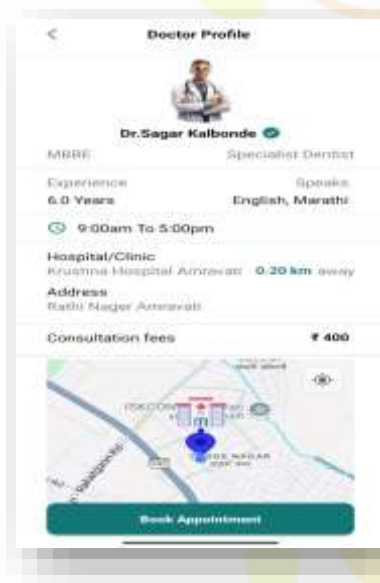 Doctor Profile
Dr.Sagar Kalbonde
MBBE Specialist Dentist
Experience Speaks
6.0 Years English, Marathi
9:00am To 5:00pm
Hospital/Clinic
Krushna Hospital Amravati 0.20 km away
Address
Rathi Nagar Amravati
Consultation fees ₹ 400
ISKCON
NAGAR
Book Appointment